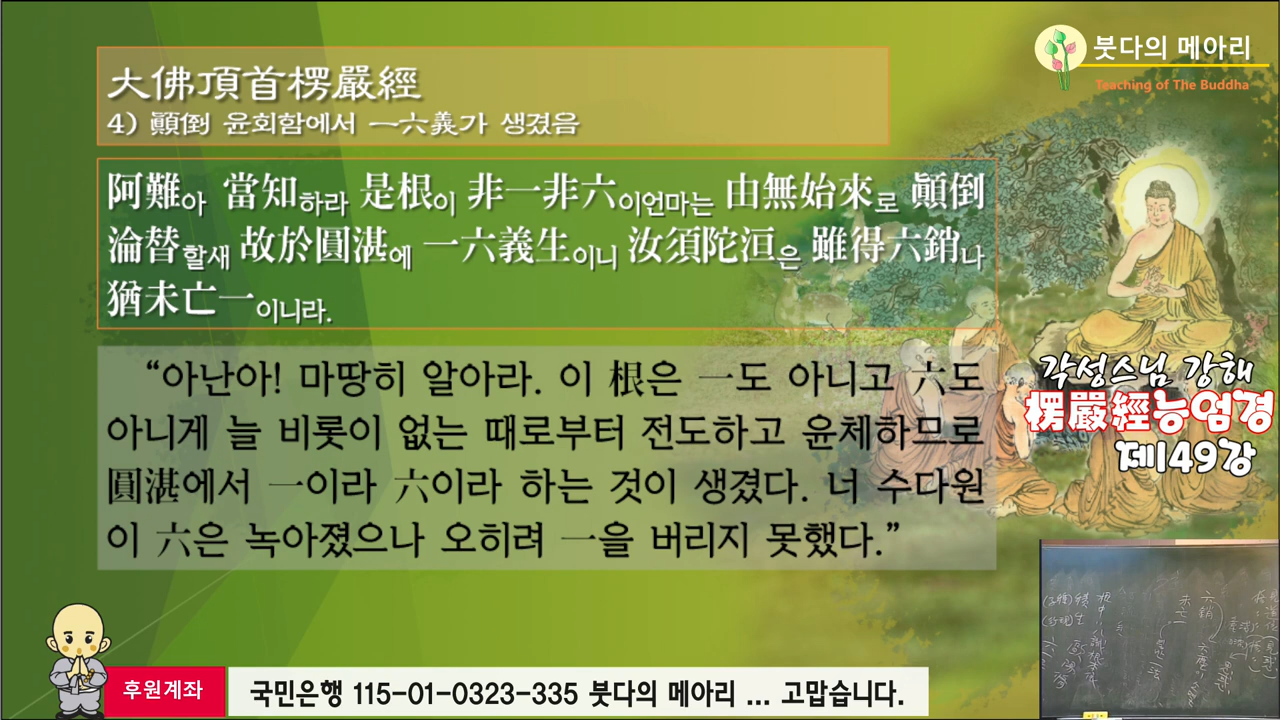 大佛頂首楞嚴經
4) 顚倒 윤회함에서 一六義가 생겼음
阿難아 當知하라 是根이 非一非六이언마는 由無始來로 顚倒
淪替할새 故於圓湛에 一六義生이니 汝須陀洹은 雖得六銷나
猶未亡一이니라.
“아난아! 마땅히 알아라. 이 根은 一도 아니고 六도
아니게 늘 비롯이 없는 때로부터 전도하고 윤체하므로
圓湛에서 一이라 六이라 하는 것이 생겼다. 너 수다원
이 六은 녹아졌으나 오히려 一을 버리지 못했다.”
붓다의 메아리
Teaching of The Buddha
각성스님 강해
楞嚴經능엄경
제49강
후원계좌
국민은행 115-01-0323-335 붓다의 메아리 ... 고맙습니다.